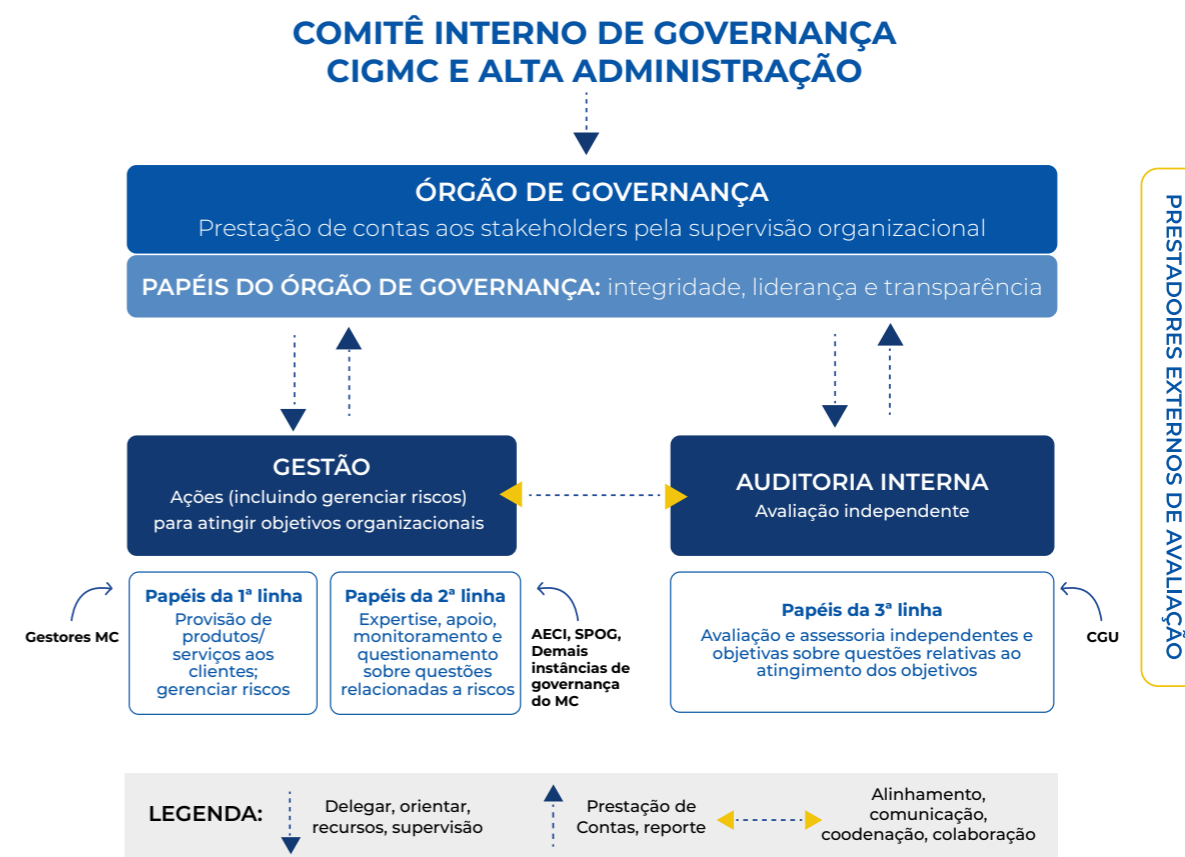 COMITÊ INTERNO DE GOVERNANÇA
CIGMC E ALTA ADMINISTRAÇÃO
ÓRGÃO DE GOVERNANÇA
Prestação de contas aos stakeholders pela supervisão organizacional
PAPÉIS DO ÓRGÃO DE GOVERNANÇA: integridade, liderança e transparência
GESTÃO
Ações (incluindo gerenciar riscos)
para atingir objetivos organizacionais
AUDITORIA INTERNA
Avaliação independente
Gestores MC
Papéis da 1ª linha
Provisão de
produtos/
serviços aos
clientes;
gerenciar riscos
Papéis da 2ª linha
Expertise, apoio,
monitoramento e
questionamento
sobre questões
relacionadas a riscos
AECI, SPOG,
Demais
instâncias de
governança
do MC
Papéis da 3ª linha
Avaliação e assessoria independentes e
objetivas sobre questões relativas ao
atingimento dos objetivos
CGU
PRESTADORES EXTERNOS DE AVALIAÇÃO
LEGENDA:
Delegar, orientar,
recursos, supervisão
Prestação de
Contas, reporte
Alinhamento,
comunicação,
coodenação, colaboração